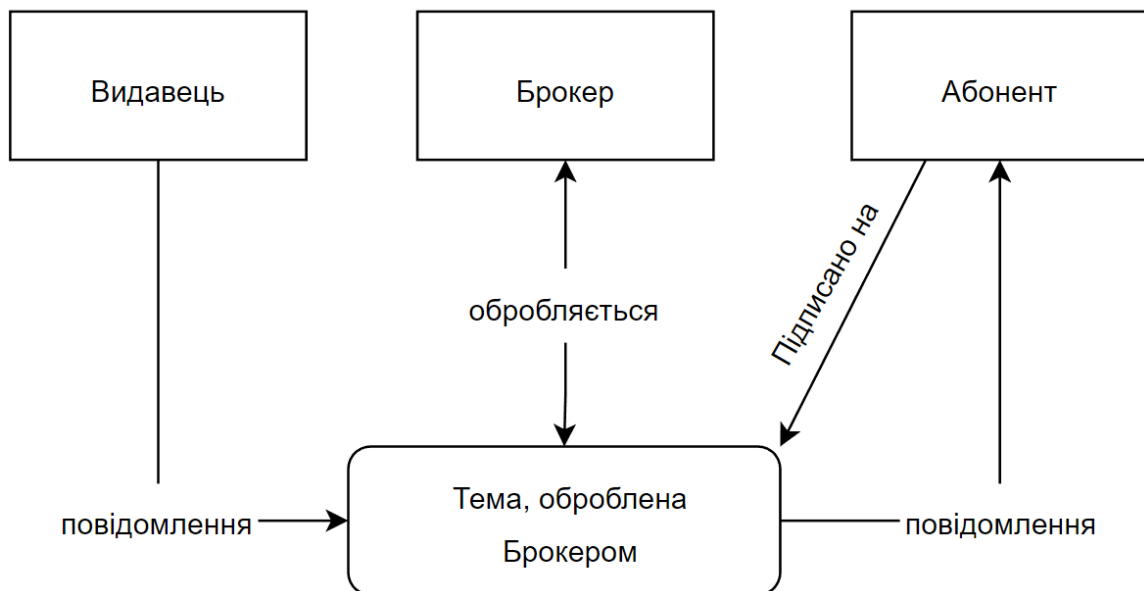 Видавець
Брокер
Абонент
Підписано на
обробляється
повідомлення
Тема, оброблена
Брокером
повідомлення